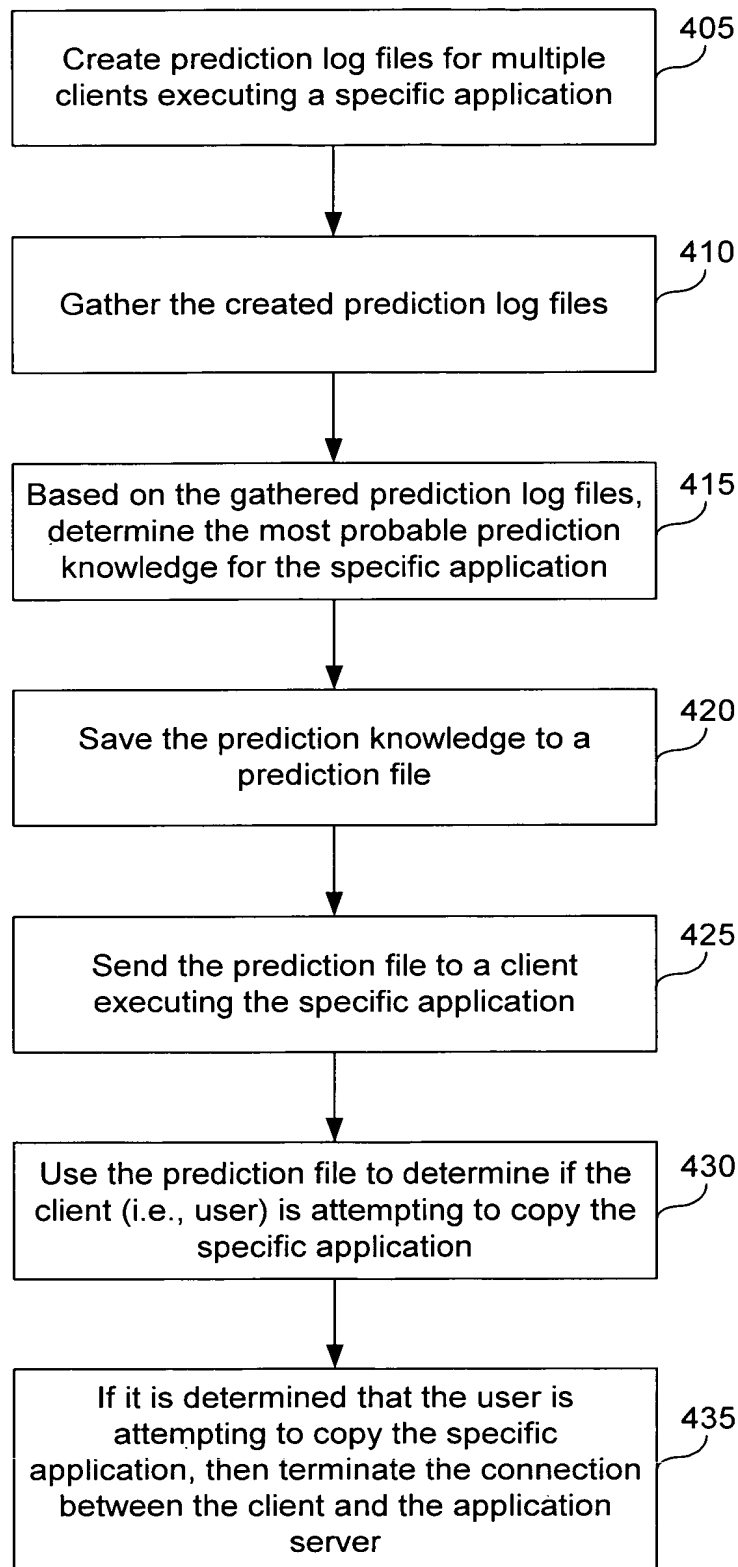 405
Create prediction log files for multiple
clients executing a specific application
410
Gather the created prediction log files
415
Based on the gathered prediction log files,
determine the most probable prediction
knowledge for the specific application
420
Save the prediction knowledge to a
prediction file
425
Send the prediction file to a client
executing the specific application
430
Use the prediction file to determine if the
client (i.e., user) is attempting to copy the
specific application
435
If it is determined that the user is
attempting to copy the specific
application, then terminate the connection
between the client and the application
server